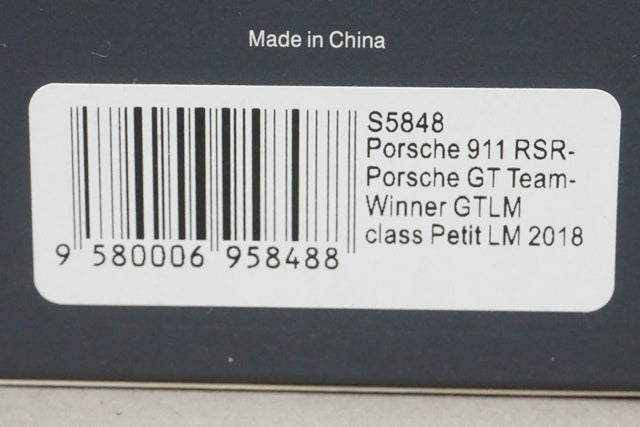 Made in China
S5848
Porsche 911 RSR-
Porsche GT Team-
Winner GTLM
class Petit LM 2018
9 580006 958488